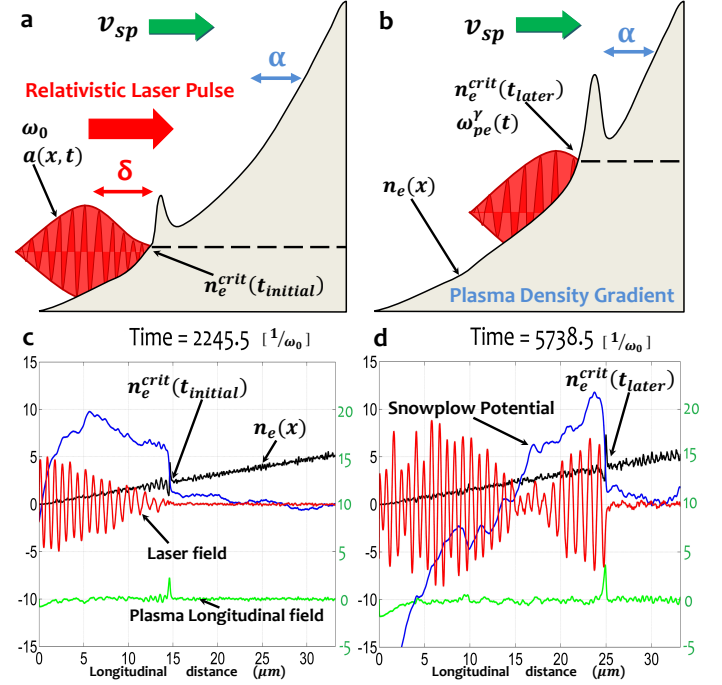 a
v_sp
α
Relativistic Laser Pulse
ω₀
a(x, t)
δ
n_e^crit(t_initial)
b
v_sp
α
n_e^crit(t_later)
ω_pe^γ(t)
n_e(x)
Plasma Density Gradient
c
Time = 2245.5 [1/ω₀]
15
10
5
0
-5
-10
-15
20
15
10
5
0
-5
n_e^crit(t_initial)
n_e(x)
Laser field
Plasma Longitudinal field
0 5 10 15 20 25 30
Longitudinal distance (μm)
d
Time = 5738.5 [1/ω₀]
15
10
5
0
-5
-10
-15
20
15
10
5
0
-5
n_e^crit(t_later)
Snowplow Potential
0 5 10 15 20 25 30
Longitudinal distance (μm)